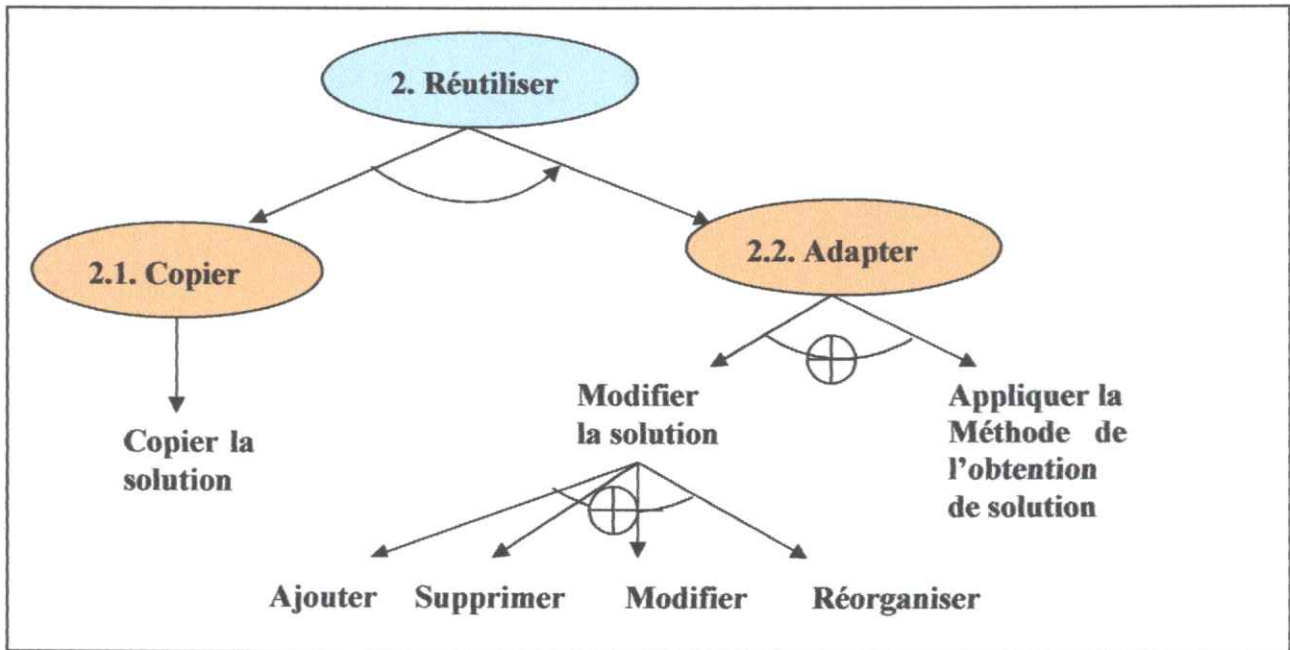 2. Réutiliser
2.1. Copier
2.2. Adapter
Copier la
solution
Modifier
la solution
Appliquer la
Méthode de
l'obtention
de solution
Ajouter
Supprimer
Modifier
Réorganiser